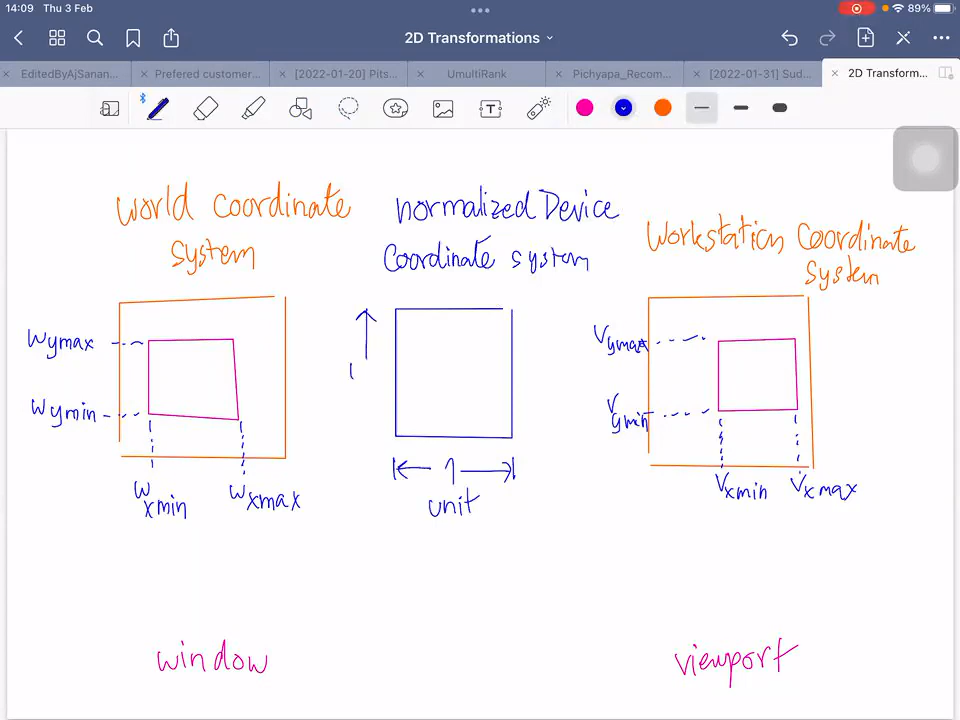 14:09 Thu 3 Feb
89%
2D Transformations
EditedByAjSanan...
Prefered customer...
[2022-01-20] Pits...
UmultiRank
Pichyapa_Recom...
[2022-01-31] Sud...
2D Transform...
World Coordinate
system
normalized Device
Coordinate system
Workstation Coordinate
system
Wymax
Wymin
Wxmin
Wxmax
1
unit
Vymax
Vymin
Vxmin
Vxmax
window
viewport